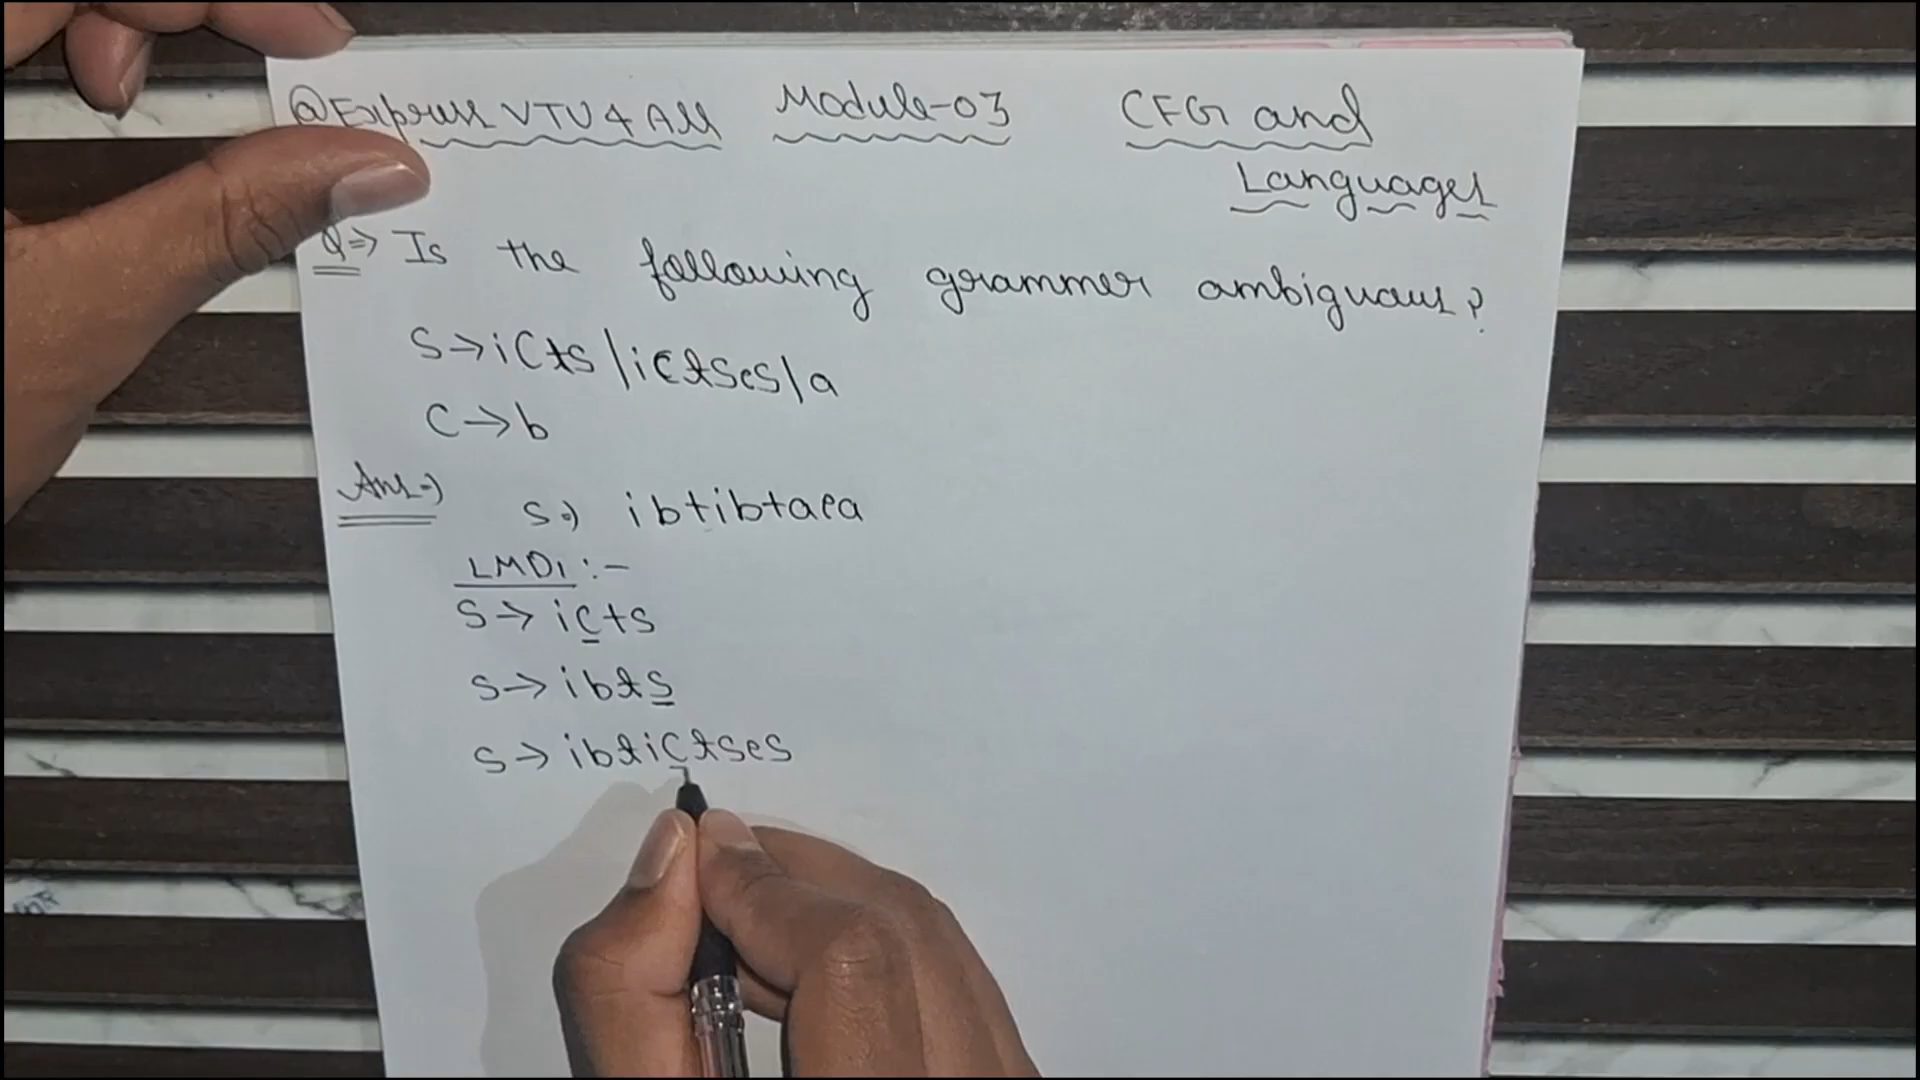 @Express VTU 4 All Module-03 CFG and
Languages
Q⇒ Is the following grammer ambiguous?
S→iCtS/iCtSeS/a
C→b
Ans⇒
S⇒ ibtibtaea
LMD1:-
S→ictS
S→ibtS
S→ibtiCtSeS